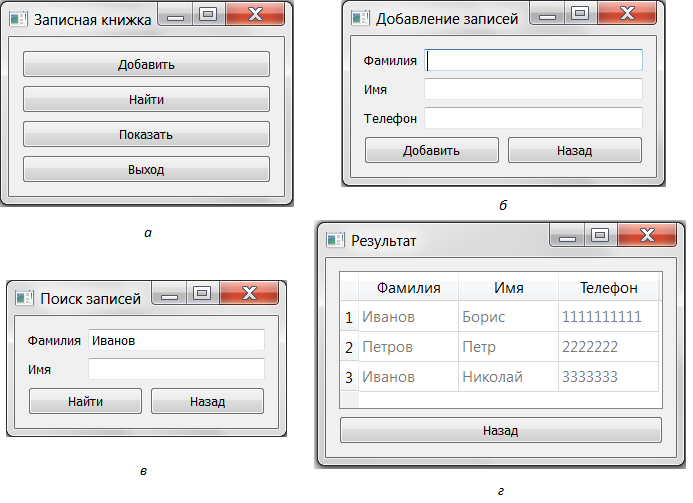 Записная книжка
Добавить
Найти
Показать
Выход
а
Добавление записей
Фамилия
Имя
Телефон
Добавить Назад
б
Поиск записей
Фамилия Иванов
Имя
Найти Назад
в
Результат
Фамилия Имя Телефон
1 Иванов Борис 1111111111
2 Петров Петр 2222222
3 Иванов Николай 3333333
Назад
г